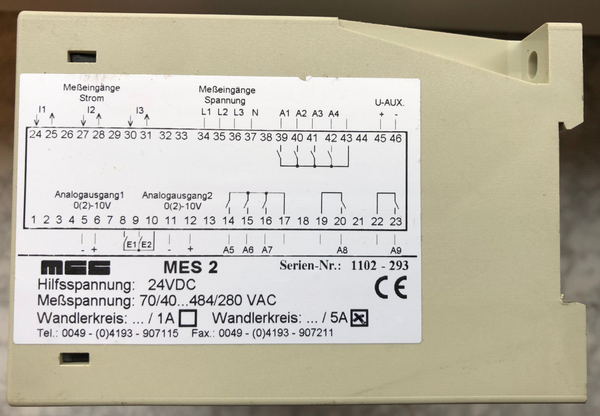 Meßeingänge Meßeingänge
Strom Spannung U-AUX.
I1 I2 I3 L1 L2 L3 N A1 A2 A3 A4 + -
24 25 26 27 28 29 30 31 32 33 34 35 36 37 38 39 40 41 42 43 44 45 46
Analogausgang1 Analogausgang2
0(2)-10V 0(2)-10V
1 2 3 4 5 6 7 8 9 10 11 12 13 14 15 16 17 18 19 20 21 22 23
E1 E2
- + - + A5 A6 A7 A8 A9
mcc MES 2 Serien-Nr.: 1102 - 293
Hilfsspannung: 24VDC CE
Meßspannung: 70/40...484/280 VAC
Wandlerkreis: ... / 1A Wandlerkreis: ... / 5A
Tel.: 0049 - (0)4193 - 907115 Fax.: 0049 - (0)4193 - 907211